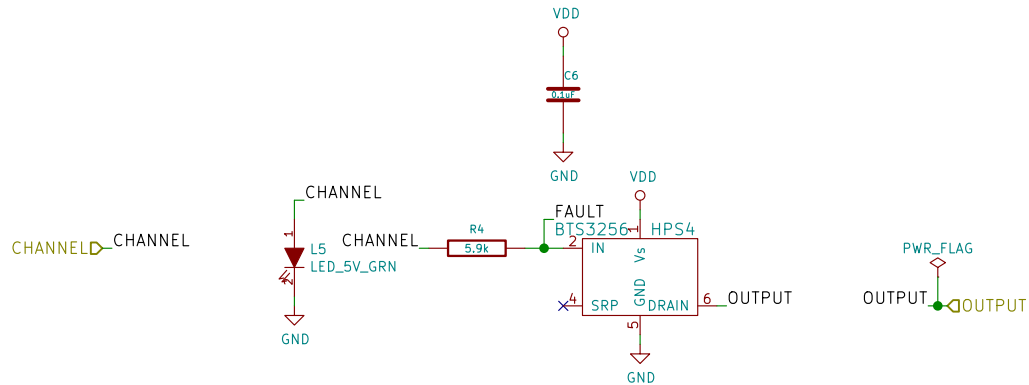 VDD
C6
0.1uF
GND
VDD
CHANNEL
FAULT
BTS3256 HPS4
R4
1
1
CHANNEL CHANNEL
CHANNEL
5.9k
2
IN
Vs
L5
LED_5V_GRN
2
PWR_FLAG
4
SRP
GND
DRAIN
6
OUTPUT
OUTPUT
OUTPUT
5
GND
GND